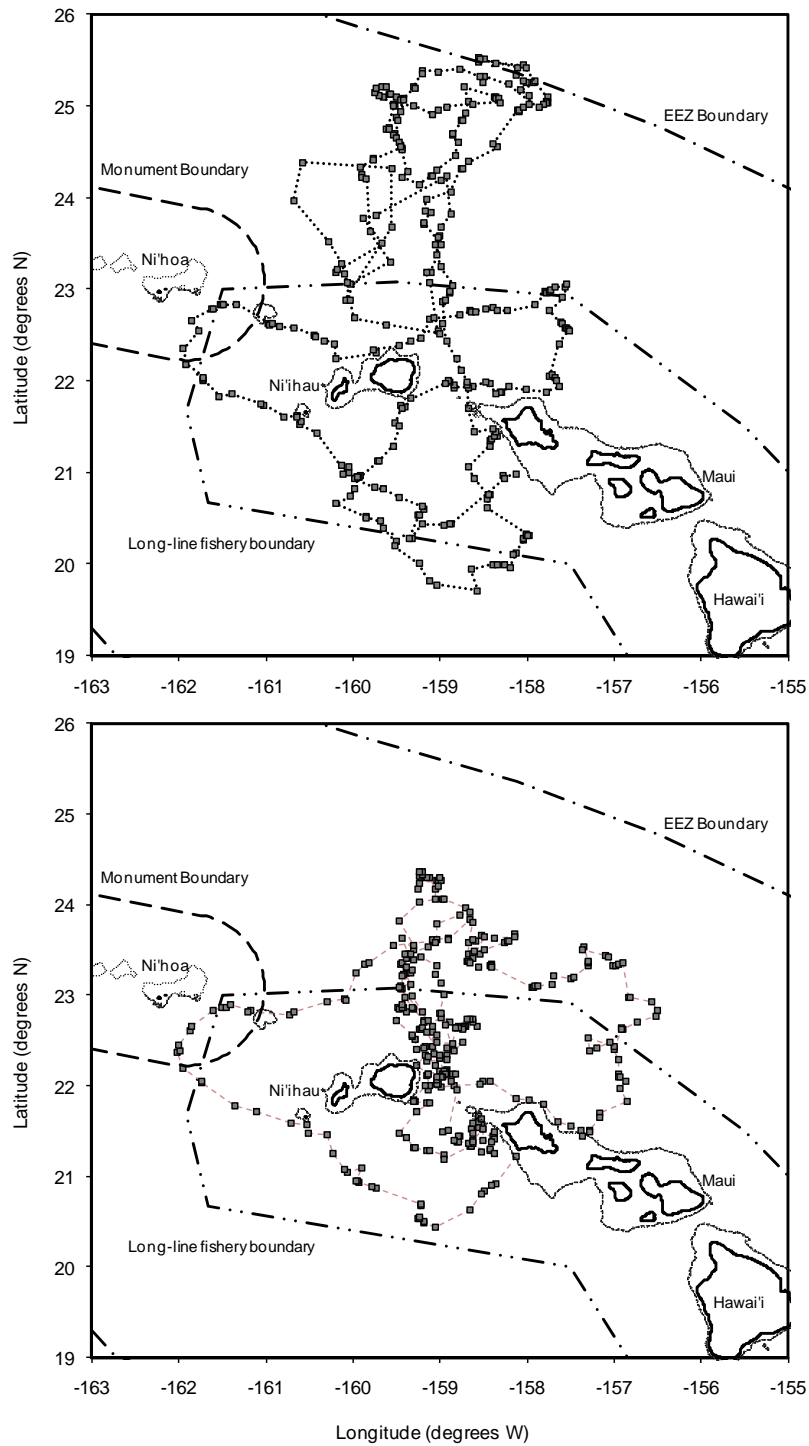 26
25
EEZ Boundary
Monument Boundary
24
Ni'hoa
23
Latitude (degrees N)
22
Ni'ihau
21
Maui
Long-line fishery boundary
20
Hawai'i
19
-163 -162 -161 -160 -159 -158 -157 -156 -155
26
25
EEZ Boundary
Monument Boundary
24
Ni'hoa
23
Latitude (degrees N)
22
Ni'ihau
21
Maui
Long-line fishery boundary
20
Hawai'i
19
-163 -162 -161 -160 -159 -158 -157 -156 -155
Longitude (degrees W)